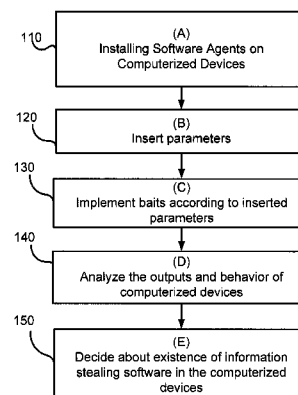 110
(A)
Installing Software Agents on
Computerized Devices
120
(B)
Insert parameters
130
(C)
Implement baits according to inserted
parameters
140
(D)
Analyze the outputs and behavior of
computerized devices
150
(E)
Decide about existence of information
stealing software in the computerized
devices